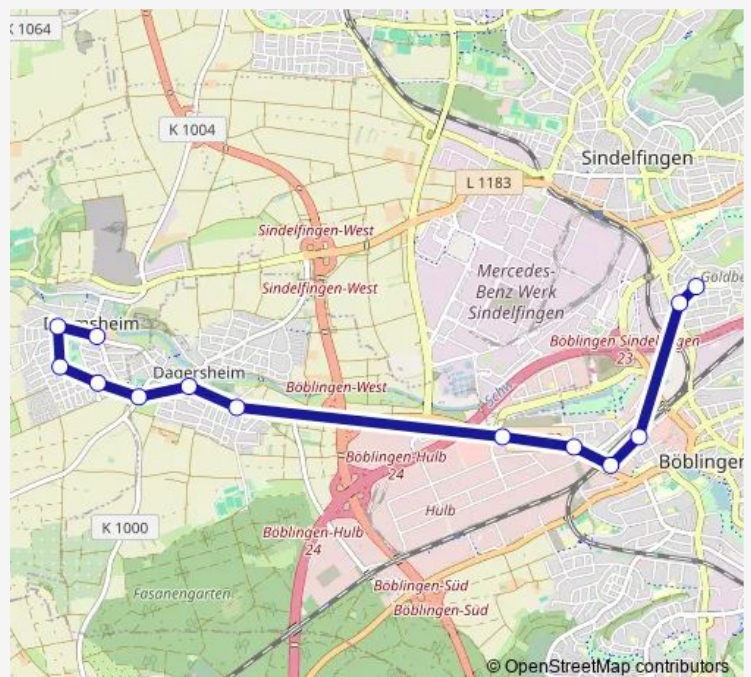 K 1064
K 1004
Sindelfingen
L 1183
Sindelfingen-West
Sindelfingen-West
Mercedes-
Benz Werk
Sindelfingen
Böblingen Sindelfingen
23
Dagersheim
Böblingen-West
Schw.
Böblingen-Hulb
24
Böblingen
Hulb
K 1000
Böblingen-Hulb
24
Fasanengarten
Böblingen-Süd
Böblingen-Süd
© OpenStreetMap contributors